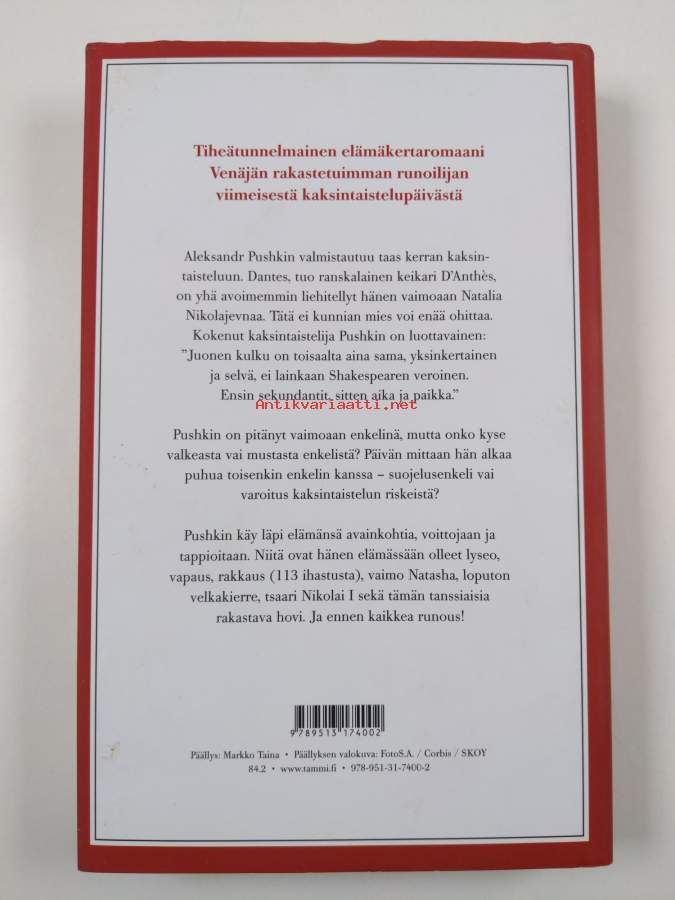 Tiheätunnelmainen elämäkertaromaani
Venäjän rakastetuimman runoilijan
viimeisestä kaksintaistelupäivästä
Aleksandr Pushkin valmistautuu taas kerran kaksin-
taisteluun. Dantes, tuo ranskalainen keikari D'Anthès,
on yhä avoimemmin liehitellyt hänen vaimoaan Natalia
Nikolajevnaa. Tätä ei kunnian mies voi enää ohittaa.
Kokenut kaksintaistelija Pushkin on luottavainen:
”Juonen kulku on toisaalta aina sama, yksinkertainen
ja selvä, ei lainkaan Shakespearen veroinen.
Ensin sekundantit, sitten aika ja paikka.”
Antikvariaatti.net
Pushkin on pitänyt vaimoaan enkelinä, mutta onko kyse
valkeasta vai mustasta enkelistä? Päivän mittaan hän alkaa
puhua toisenkin enkelin kanssa – suojelusenkeli vai
varoitus kaksintaistelun riskeistä?
Pushkin käy läpi elämänsä avainkohtia, voittojaan ja
tappioitaan. Niitä ovat hänen elämässään olleet lyseo,
vapaus, rakkaus (113 ihastusta), vaimo Natasha, loputon
velkakierre, tsaari Nikolai I sekä tämän tanssiaisia
rakastava hovi. Ja ennen kaikkea runous!
9789513174002
Päällys: Markko Taina • Päällyksen valokuva: FotoS.A. / Corbis / SKOY
84.2 • www.tammi.fi • 978-951-31-7400-2